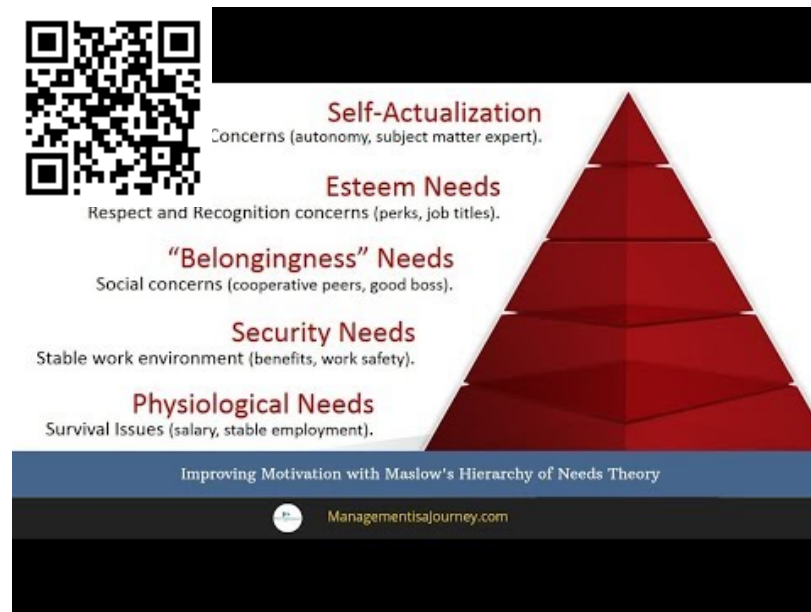 Self-Actualization
Concerns (autonomy, subject matter expert).
Esteem Needs
Respect and Recognition concerns (perks, job titles).
“Belongingness” Needs
Social concerns (cooperative peers, good boss).
Security Needs
Stable work environment (benefits, work safety).
Physiological Needs
Survival Issues (salary, stable employment).
Improving Motivation with Maslow's Hierarchy of Needs Theory
ManagementisaJourney.com